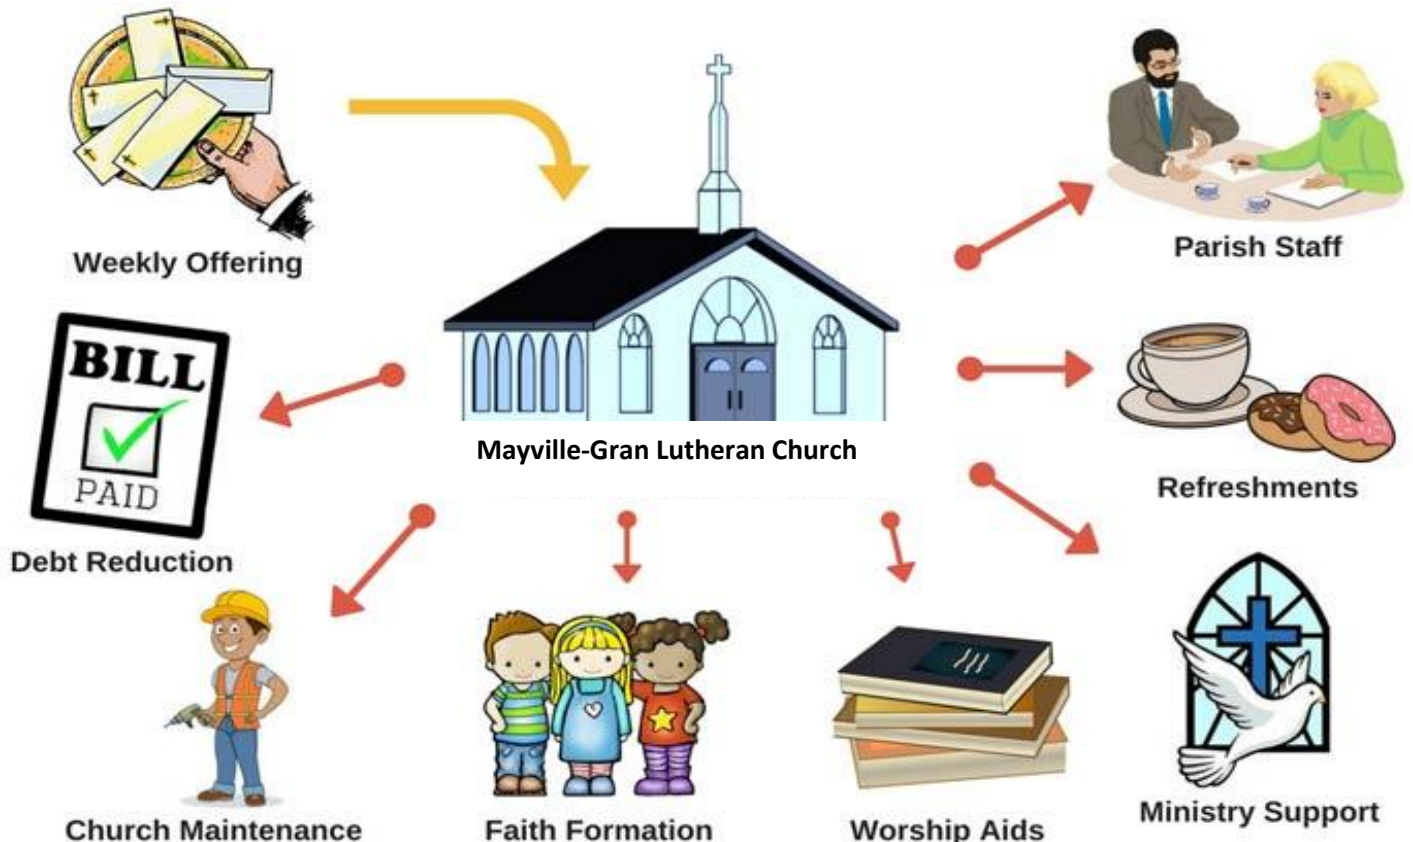 Weekly Offering
Parish Staff
BILL
PAID
Debt Reduction
Mayville-Gran Lutheran Church
Refreshments
Church Maintenance
Faith Formation
Worship Aids
Ministry Support